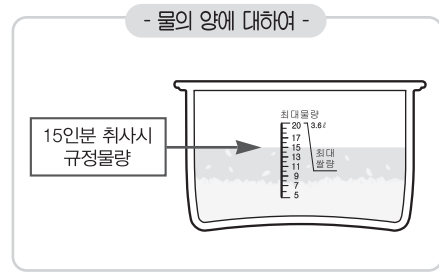 - 물의 양에 대하여 -
15인분 취사시
규정물량
최대물량
20 3.6ℓ
17
15
13
11
9
7
5
최대
쌀량